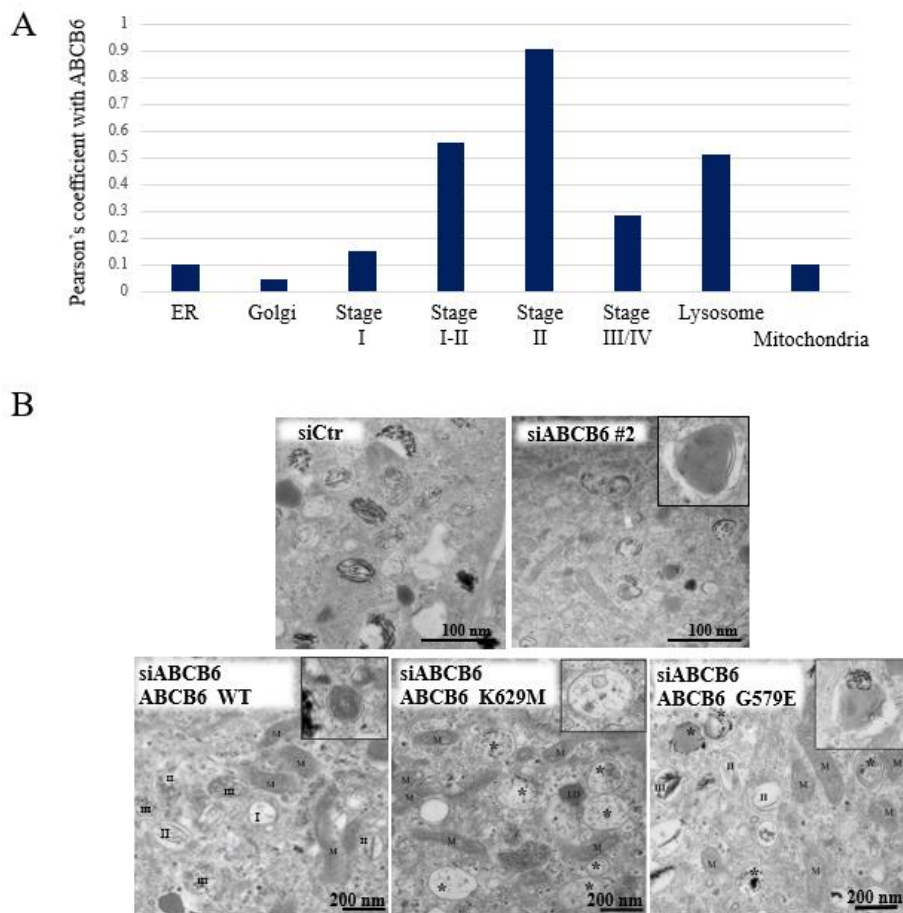 A
Pearson`s coefficient with ABCB6
1
0.9
0.8
0.7
0.6
0.5
0.4
0.3
0.2
0.1
0
ER
Golgi
Stage
I
Stage
I-II
Stage
II
Stage
III/IV
Lysosome
Mitochondria
B
siCtr
100 nm
siABCB6 #2
100 nm
siABCB6
ABCB6 WT
M
M
M
M
II
III
III
I
II
II
M
III
200 nm
siABCB6
ABCB6 K629M
M
*
M
*
M
M
*
LD
*
*
M
M
*
*
*
200 nm
siABCB6
ABCB6 G579E
*
*
M
*
M
II
M
III
II
M
M
*
M
200 nm